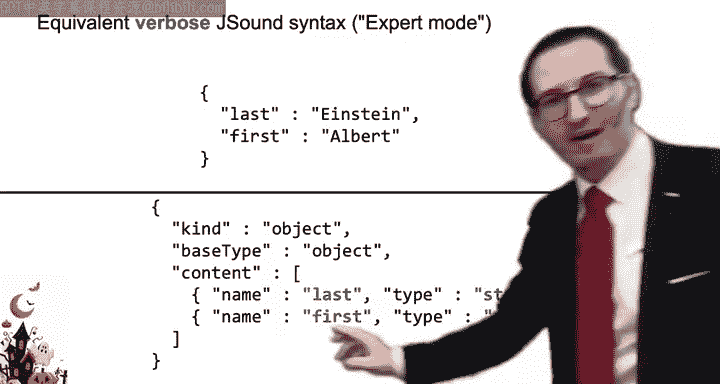 Equivalent verbose JSound syntax ("Expert mode")
{
"last" : "Einstein",
"first" : "Albert"
}
{
"kind" : "object",
"baseType" : "object",
"content" : [
{ "name" : "last", "type" : "st
{ "name" : "first", "type" : "
]
}